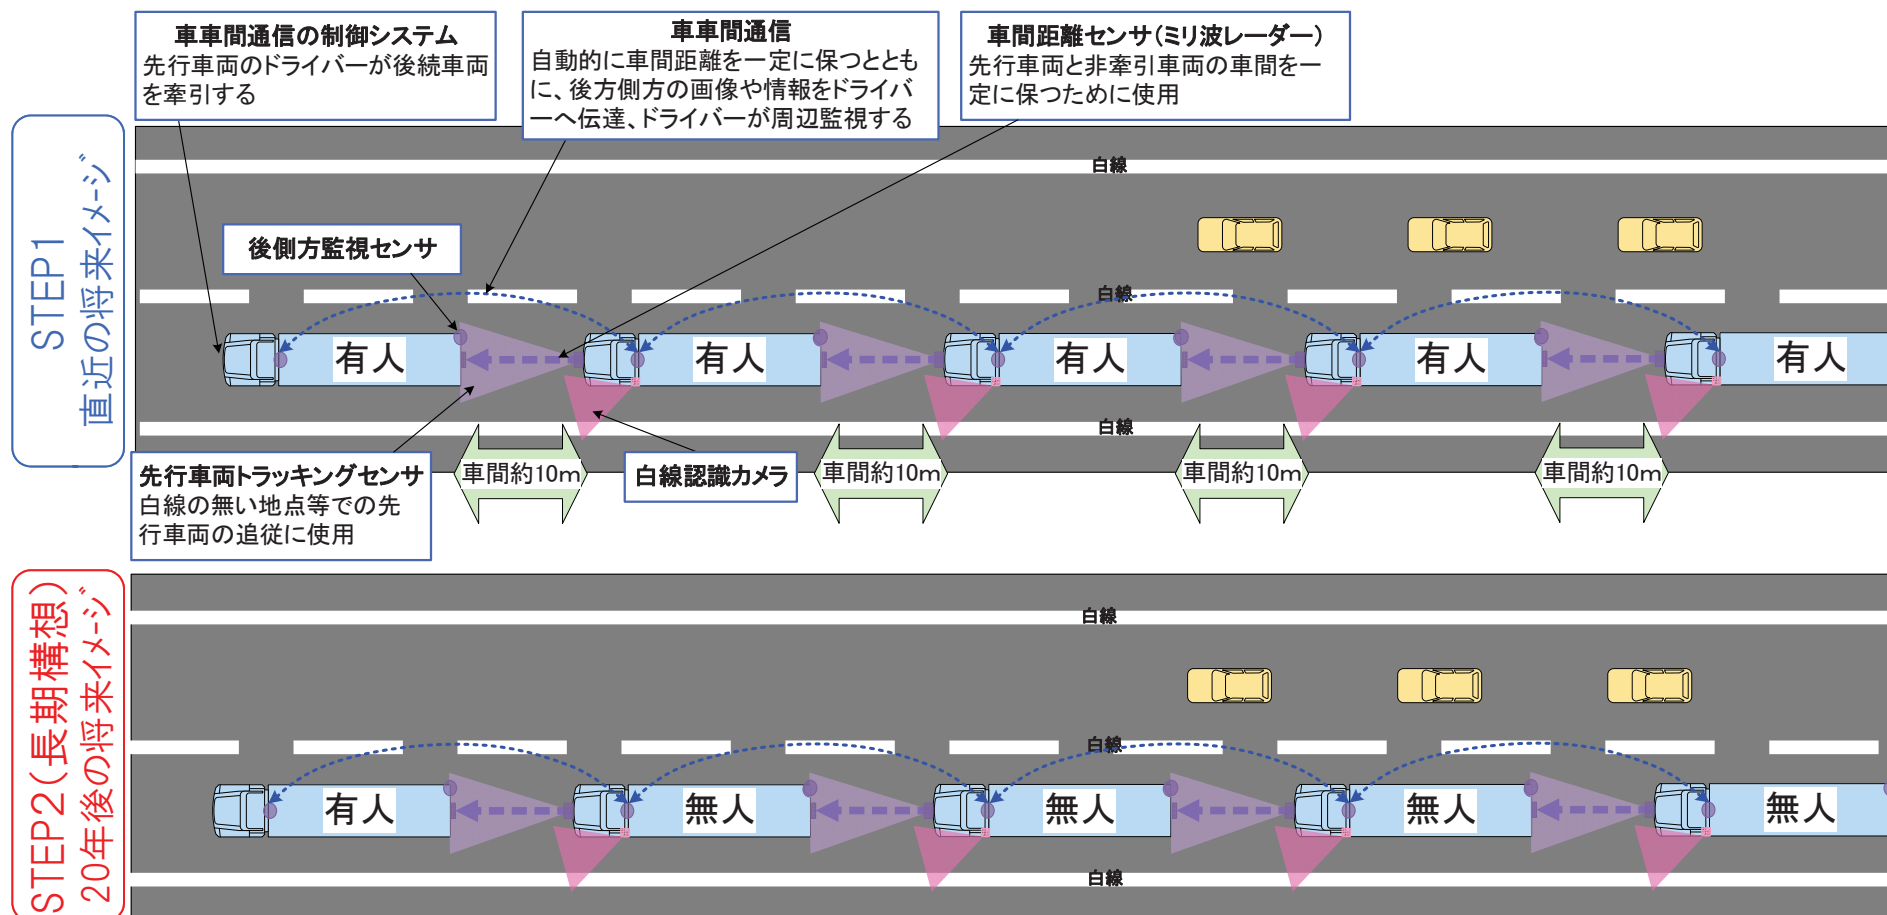 車車間通信の制御システム
先行車両のドライバーが後続車両
を牽引する
車車間通信
自動的に車間距離を一定に保つととも
に、後方側方の画像や情報をドライバ
ーへ伝達、ドライバーが周辺監視する
車間距離センサ(ミリ波レーダー)
先行車両と非牽引車両の車間を一
定に保つために使用
STEP1
直近の将来イメージ
白線
後側方監視センサ
白線
有人
有人
有人
有人
有人
白線
先行車両トラッキングセンサ
白線の無い地点等での先
行車両の追従に使用
車間約10m
白線認識カメラ
車間約10m
車間約10m
車間約10m
STEP2(長期構想)
20年後の将来イメージ
白線
白線
有人
無人
無人
無人
無人
白線